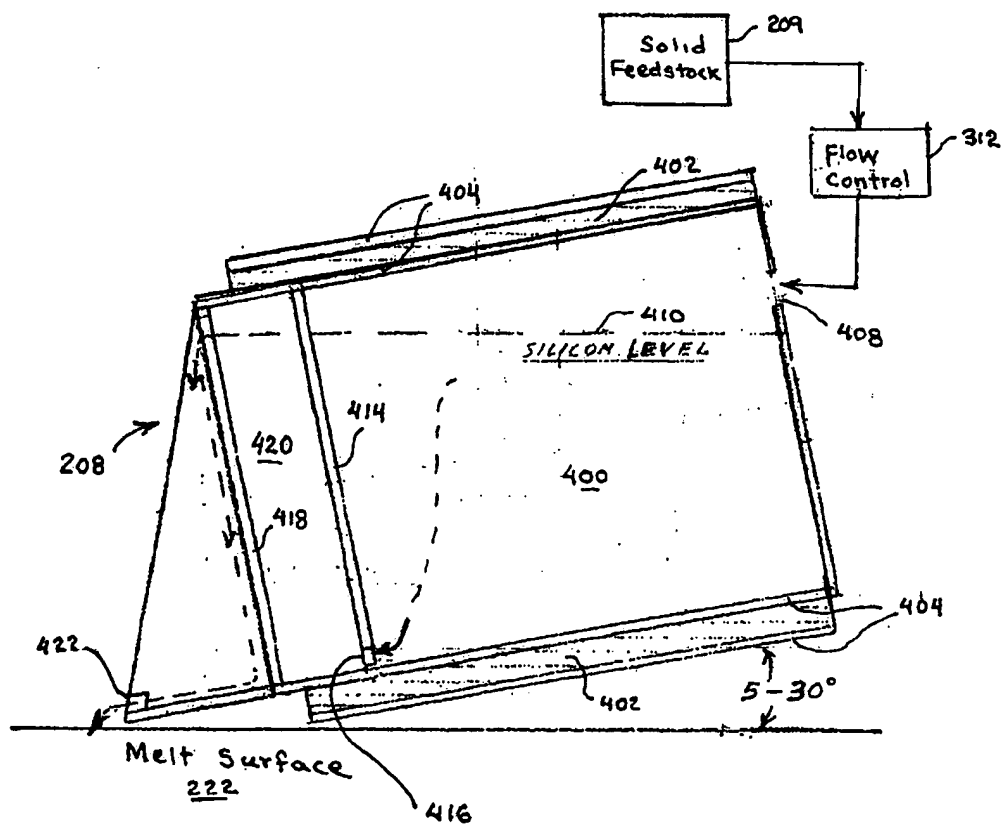 209
Solid
Feedstock
312
Flow
Control
402
404
410
408
SILICON LEVEL
414
208
420
400
418
404
422
402
5-30°
Melt Surface
222
416